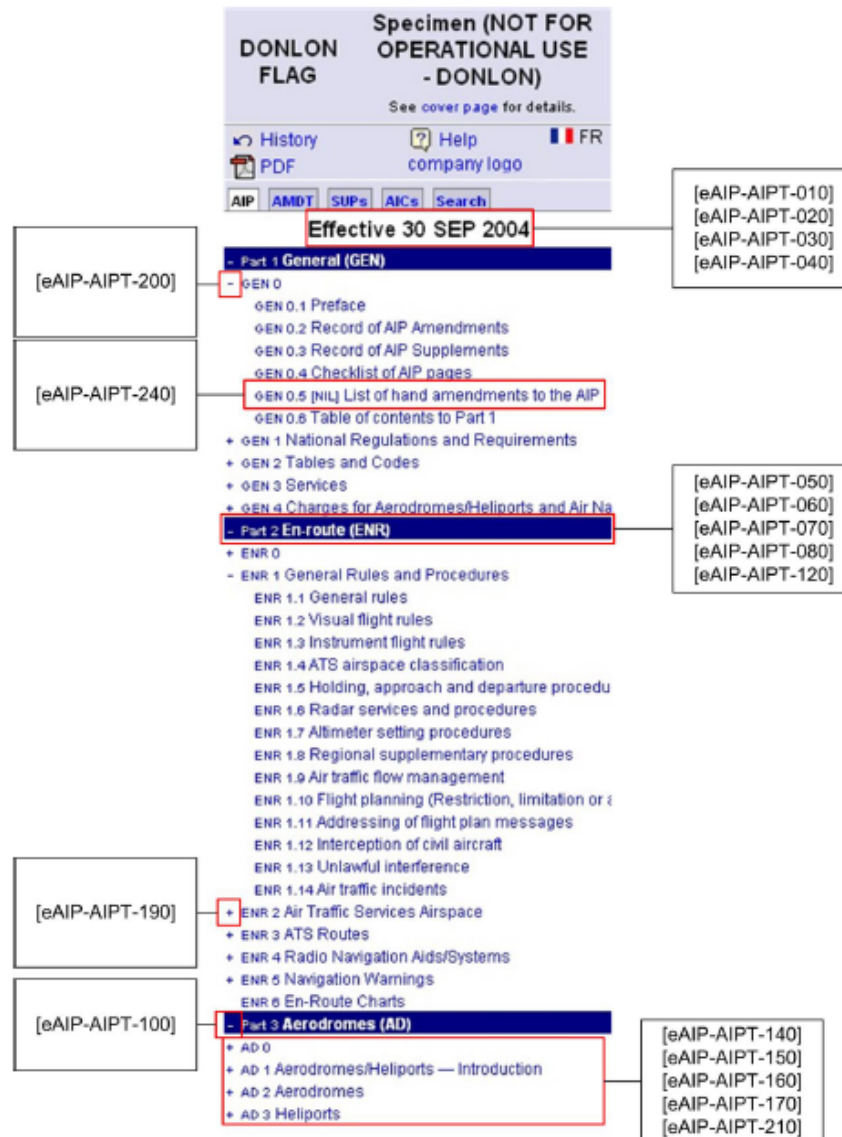 DONLON FLAG
Specimen (NOT FOR OPERATIONAL USE - DONLON)
See cover page for details.
History
Help
FR
PDF
company logo
AIP AMDT SUPs AICs Search
Effective 30 SEP 2004
[eAIP-AIPT-010]
[eAIP-AIPT-020]
[eAIP-AIPT-030]
[eAIP-AIPT-040]
- Part 1 General (GEN)
[eAIP-AIPT-200]
- GEN 0
GEN 0.1 Preface
GEN 0.2 Record of AIP Amendments
GEN 0.3 Record of AIP Supplements
GEN 0.4 Checklist of AIP pages
[eAIP-AIPT-240]
GEN 0.5 [NIL] List of hand amendments to the AIP
GEN 0.6 Table of contents to Part 1
+ GEN 1 National Regulations and Requirements
+ GEN 2 Tables and Codes
+ GEN 3 Services
+ GEN 4 Charges for Aerodromes/Heliports and Air Na
- Part 2 En-route (ENR)
[eAIP-AIPT-050]
[eAIP-AIPT-060]
[eAIP-AIPT-070]
[eAIP-AIPT-080]
[eAIP-AIPT-120]
+ ENR 0
- ENR 1 General Rules and Procedures
ENR 1.1 General rules
ENR 1.2 Visual flight rules
ENR 1.3 Instrument flight rules
ENR 1.4 ATS airspace classification
ENR 1.5 Holding, approach and departure procedu
ENR 1.6 Radar services and procedures
ENR 1.7 Altimeter setting procedures
ENR 1.8 Regional supplementary procedures
ENR 1.9 Air traffic flow management
ENR 1.10 Flight planning (Restriction, limitation or a
ENR 1.11 Addressing of flight plan messages
ENR 1.12 Interception of civil aircraft
ENR 1.13 Unlawful interference
ENR 1.14 Air traffic incidents
[eAIP-AIPT-190]
+ ENR 2 Air Traffic Services Airspace
+ ENR 3 ATS Routes
+ ENR 4 Radio Navigation Aids/Systems
+ ENR 5 Navigation Warnings
ENR 6 En-Route Charts
[eAIP-AIPT-100]
- Part 3 Aerodromes (AD)
+ AD 0
+ AD 1 Aerodromes/Heliports — Introduction
+ AD 2 Aerodromes
+ AD 3 Heliports
[eAIP-AIPT-140]
[eAIP-AIPT-150]
[eAIP-AIPT-160]
[eAIP-AIPT-170]
[eAIP-AIPT-210]